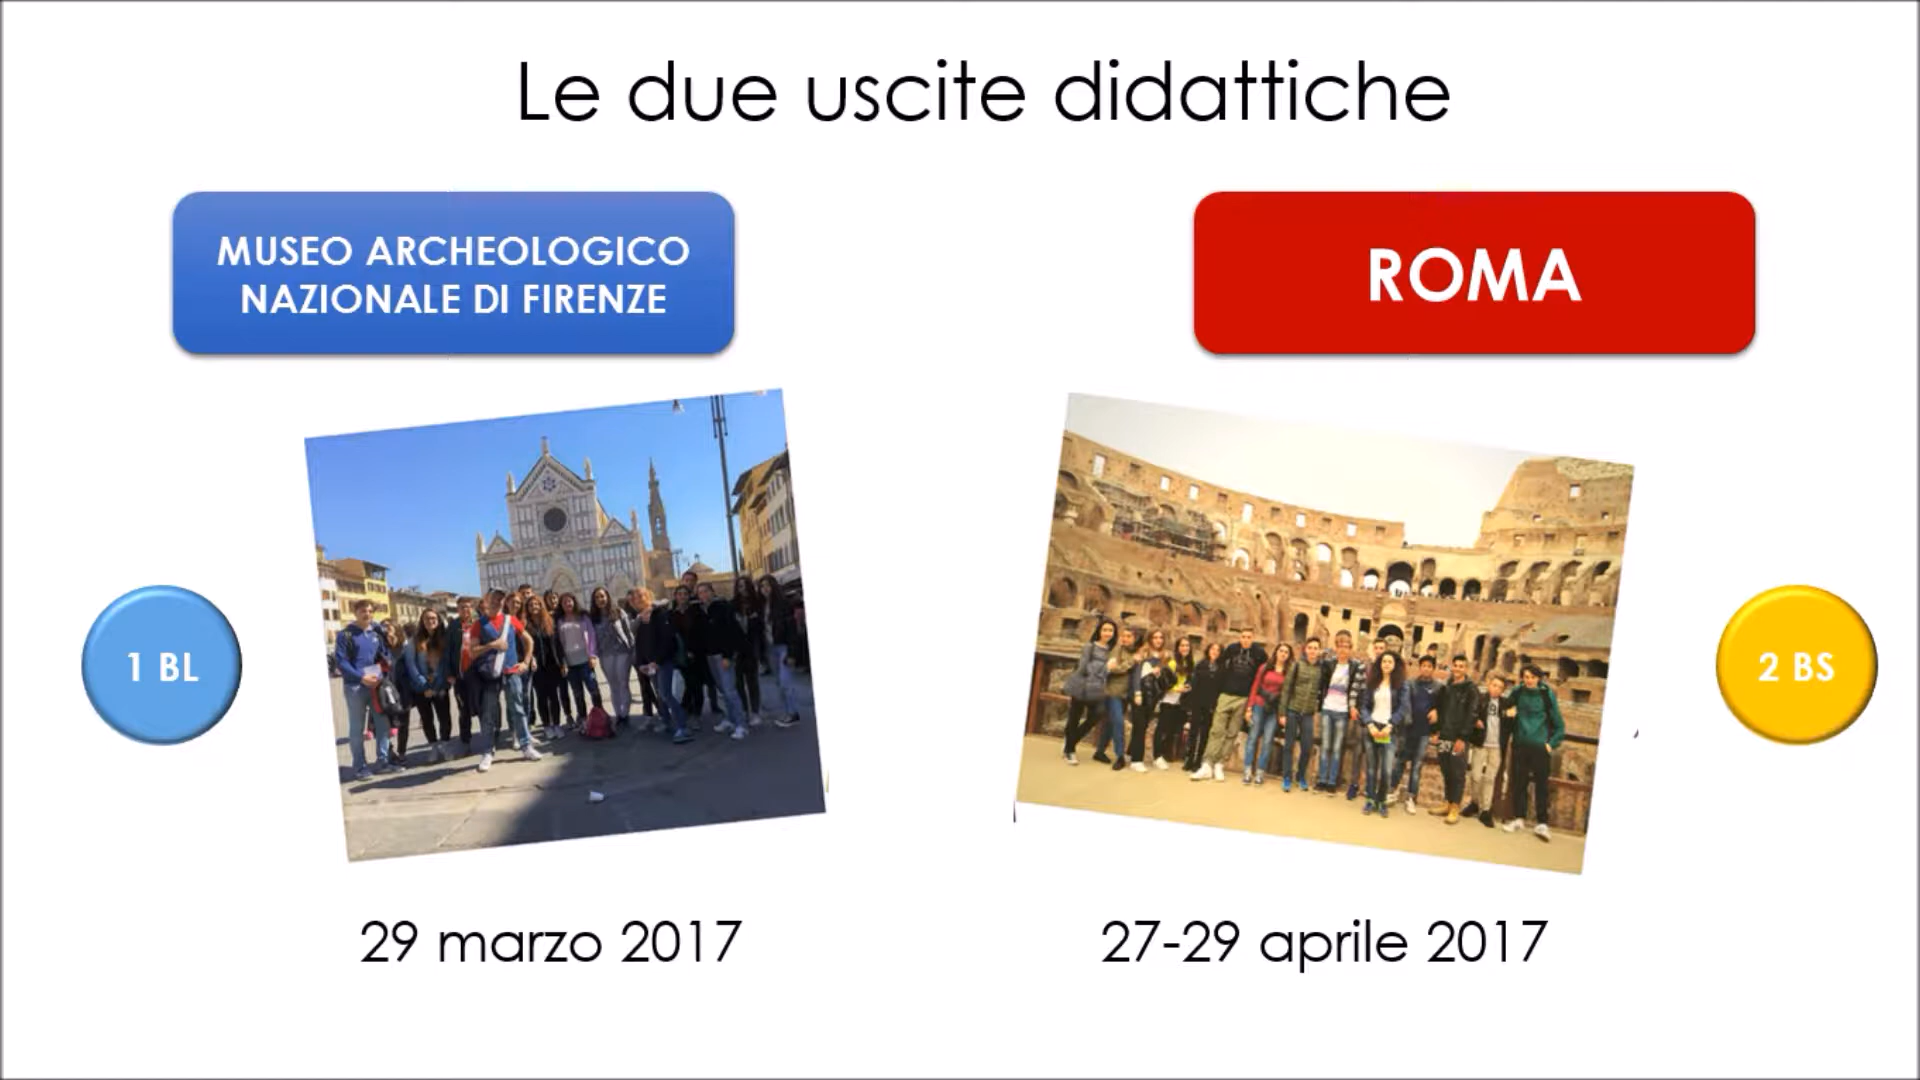 Le due uscite didattiche
MUSEO ARCHEOLOGICO
NAZIONALE DI FIRENZE
ROMA
1 BL
2 BS
29 marzo 2017
27-29 aprile 2017